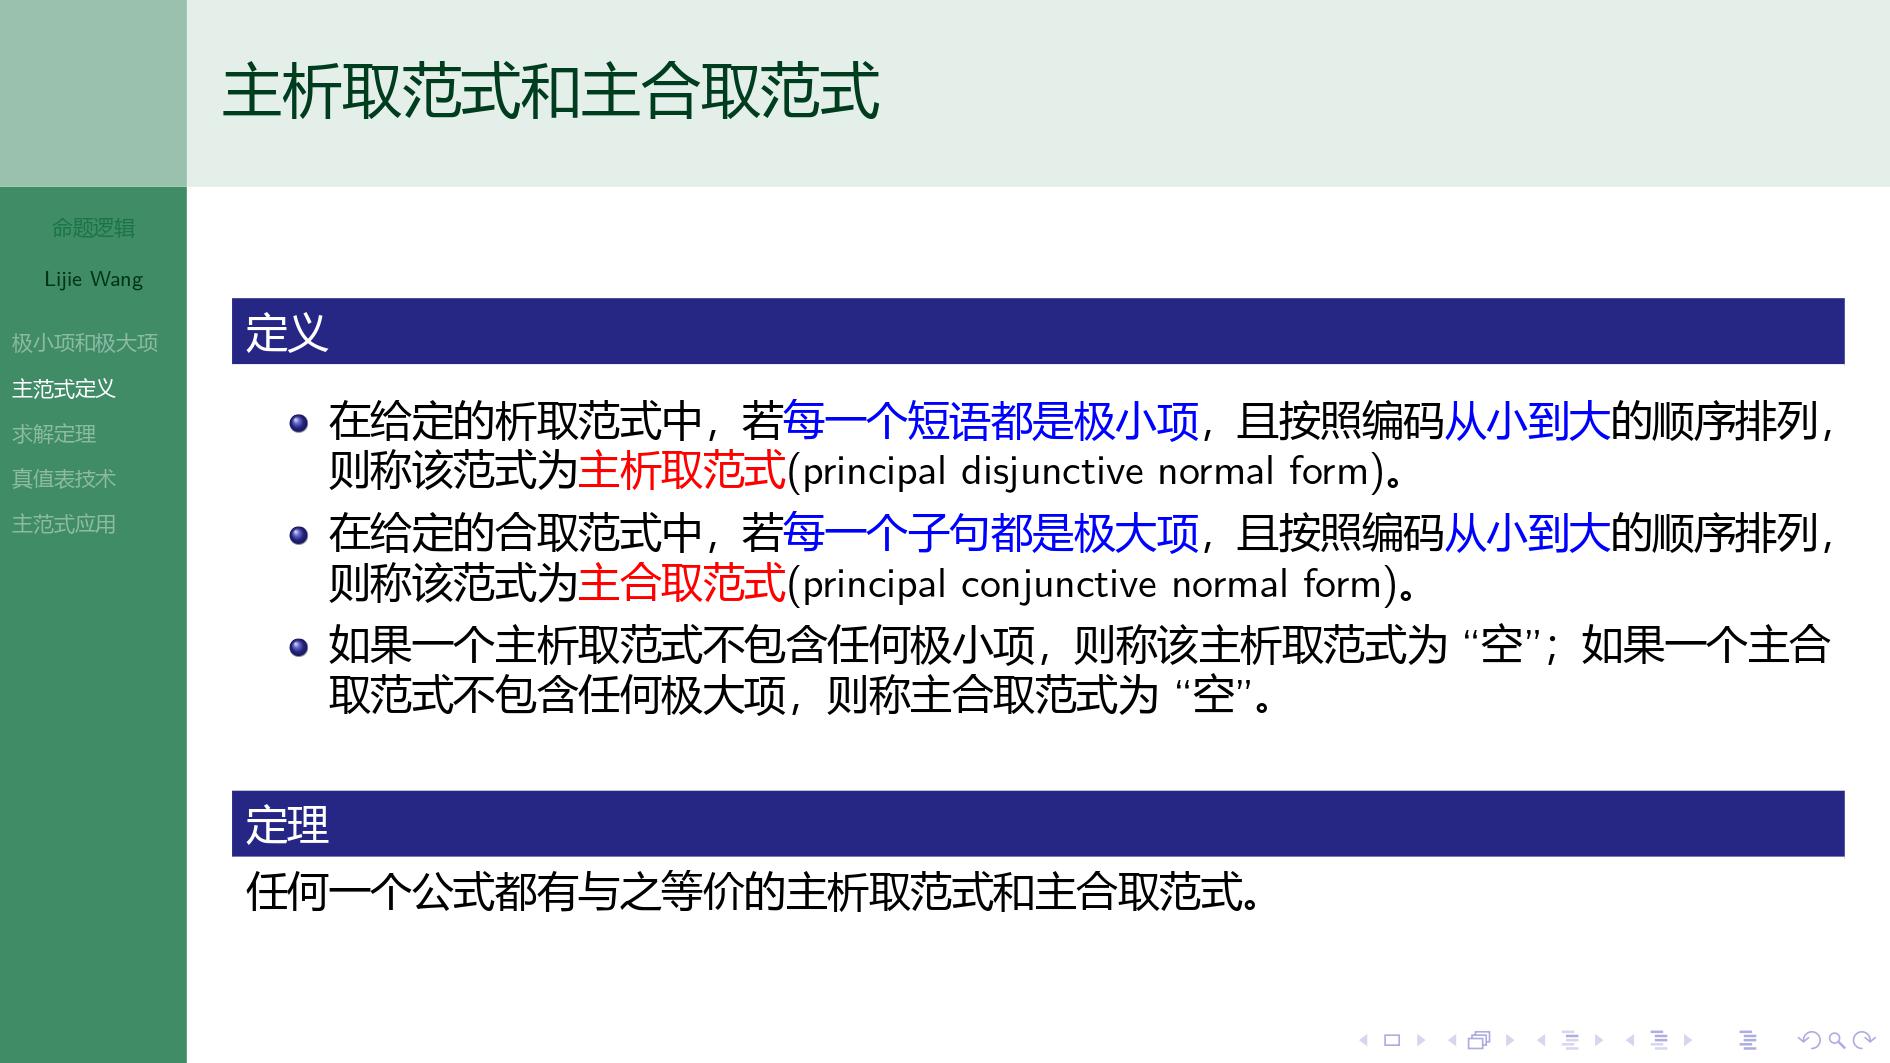 主析取范式和主合取范式
命题逻辑
Lijie Wang
极小项和极大项
主范式定义
求解定理
真值表技术
主范式应用
定义
在给定的析取范式中，若每一个短语都是极小项，且按照编码从小到大的顺序排列，
则称该范式为主析取范式(principal disjunctive normal form)。
在给定的合取范式中，若每一个子句都是极大项，且按照编码从小到大的顺序排列，
则称该范式为主合取范式(principal conjunctive normal form)。
如果一个主析取范式不包含任何极小项，则称该主析取范式为 “空”；如果一个主合
取范式不包含任何极大项，则称主合取范式为 “空”。
定理
任何一个公式都有与之等价的主析取范式和主合取范式。